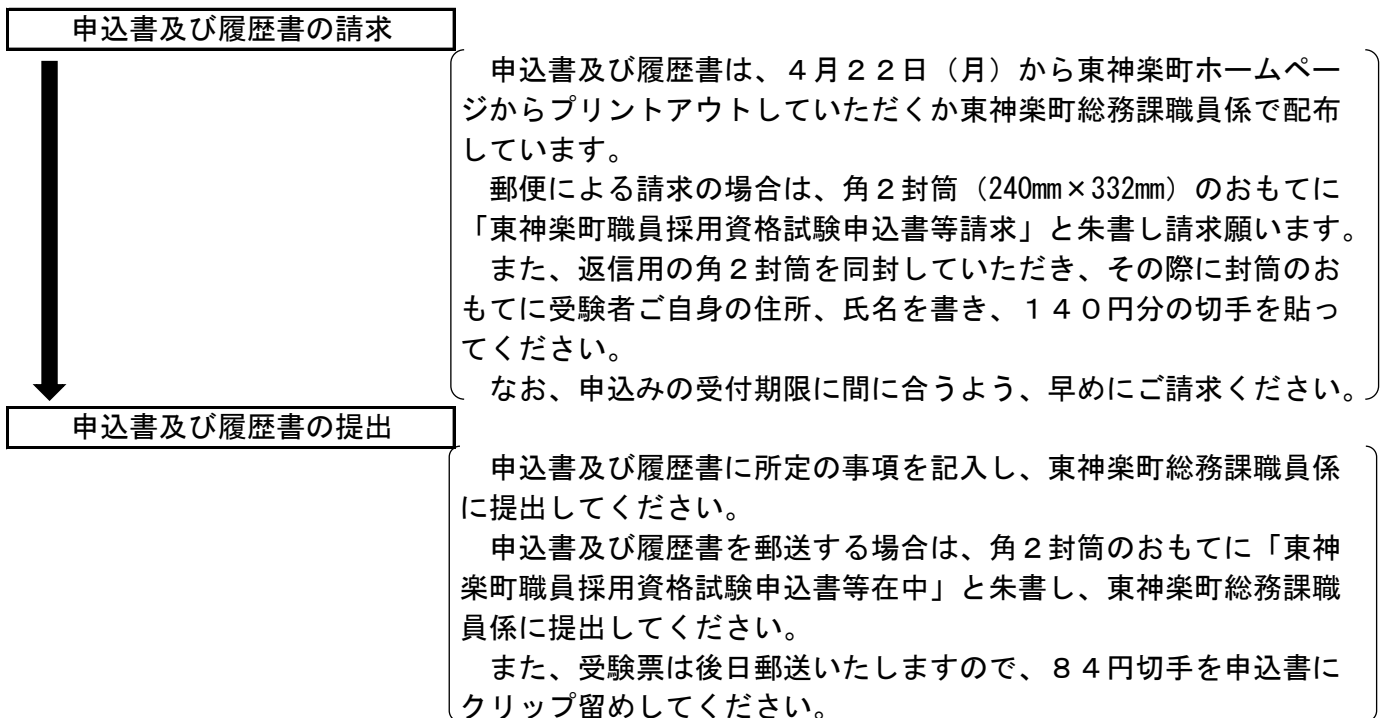 申込書及び履歴書の請求
　申込書及び履歴書は、４月２２日（月）から東神楽町ホームペー
ジからプリントアウトしていただくか東神楽町総務課職員係で配布
しています。
　郵便による請求の場合は、角２封筒（240㎜×332㎜）のおもてに
「東神楽町職員採用資格試験申込書等請求」と朱書し請求願います。
　また、返信用の角２封筒を同封していただき、その際に封筒のお
もてに受験者ご自身の住所、氏名を書き、１４０円分の切手を貼っ
てください。
　なお、申込みの受付期限に間に合うよう、早めにご請求ください。
申込書及び履歴書の提出
　申込書及び履歴書に所定の事項を記入し、東神楽町総務課職員係
に提出してください。
　申込書及び履歴書を郵送する場合は、角２封筒のおもてに「東神
楽町職員採用資格試験申込書等在中」と朱書し、東神楽町総務課職
員係に提出してください。
　また、受験票は後日郵送いたしますので、８４円切手を申込書に
クリップ留めしてください。